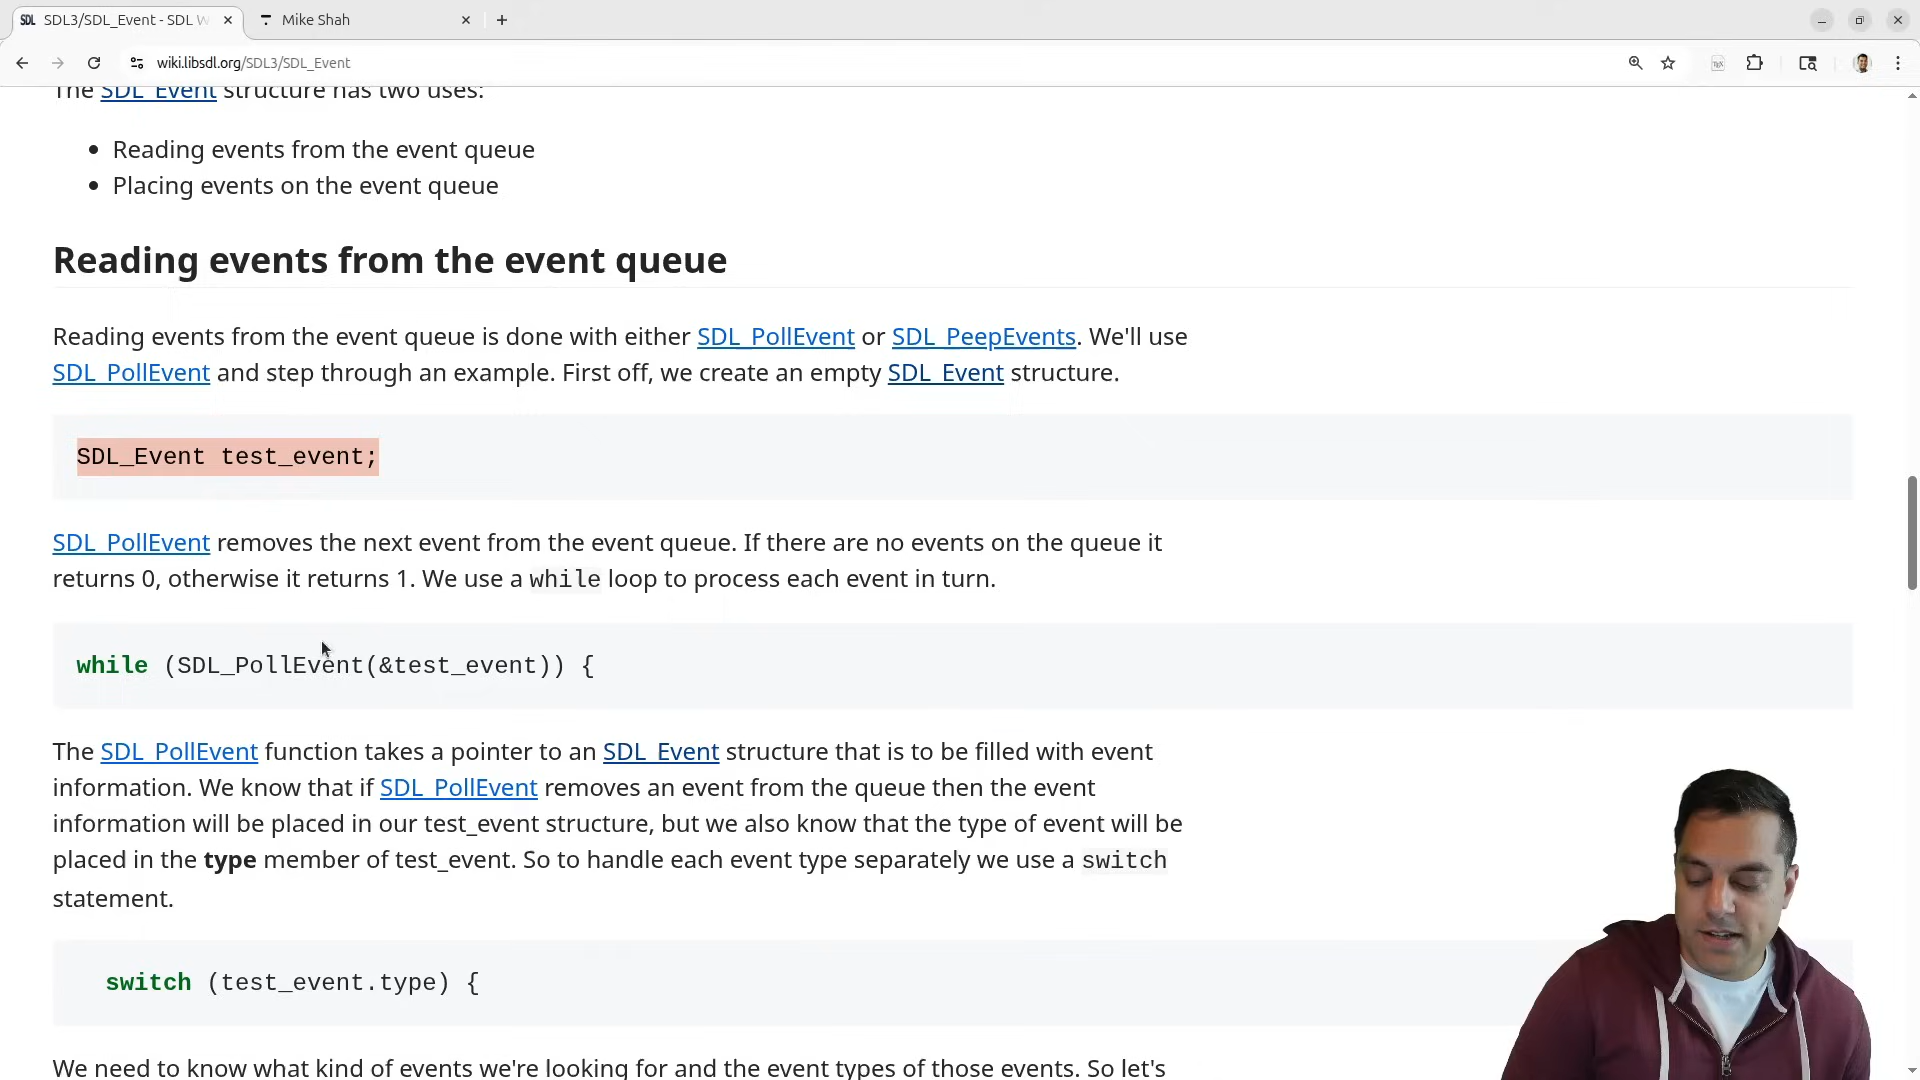 SDL SDL3/SDL_Event - SDL W
Mike Shah
wiki.libsdl.org/SDL3/SDL_Event
The SDL_Event structure has two uses:
Reading events from the event queue
Placing events on the event queue
Reading events from the event queue
Reading events from the event queue is done with either SDL_PollEvent or SDL_PeepEvents. We'll use
SDL_PollEvent and step through an example. First off, we create an empty SDL_Event structure.
SDL_Event test_event;
SDL_PollEvent removes the next event from the event queue. If there are no events on the queue it
returns 0, otherwise it returns 1. We use a while loop to process each event in turn.
while (SDL_PollEvent(&test_event)) {
The SDL_PollEvent function takes a pointer to an SDL_Event structure that is to be filled with event
information. We know that if SDL_PollEvent removes an event from the queue then the event
information will be placed in our test_event structure, but we also know that the type of event will be
placed in the type member of test_event. So to handle each event type separately we use a switch
statement.
switch (test_event.type) {
We need to know what kind of events we're looking for and the event types of those events. So let's